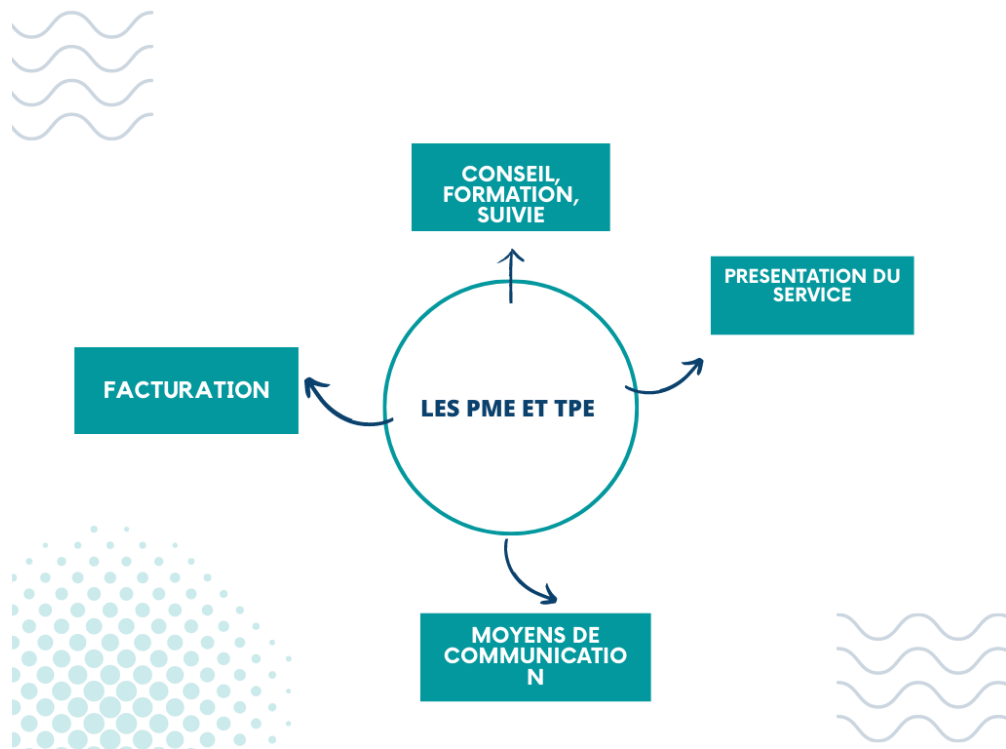 CONSEIL,
FORMATION,
SUIVIE
PRESENTATION DU
SERVICE
FACTURATION
LES PME ET TPE
MOYENS DE
COMMUNICATIO
N